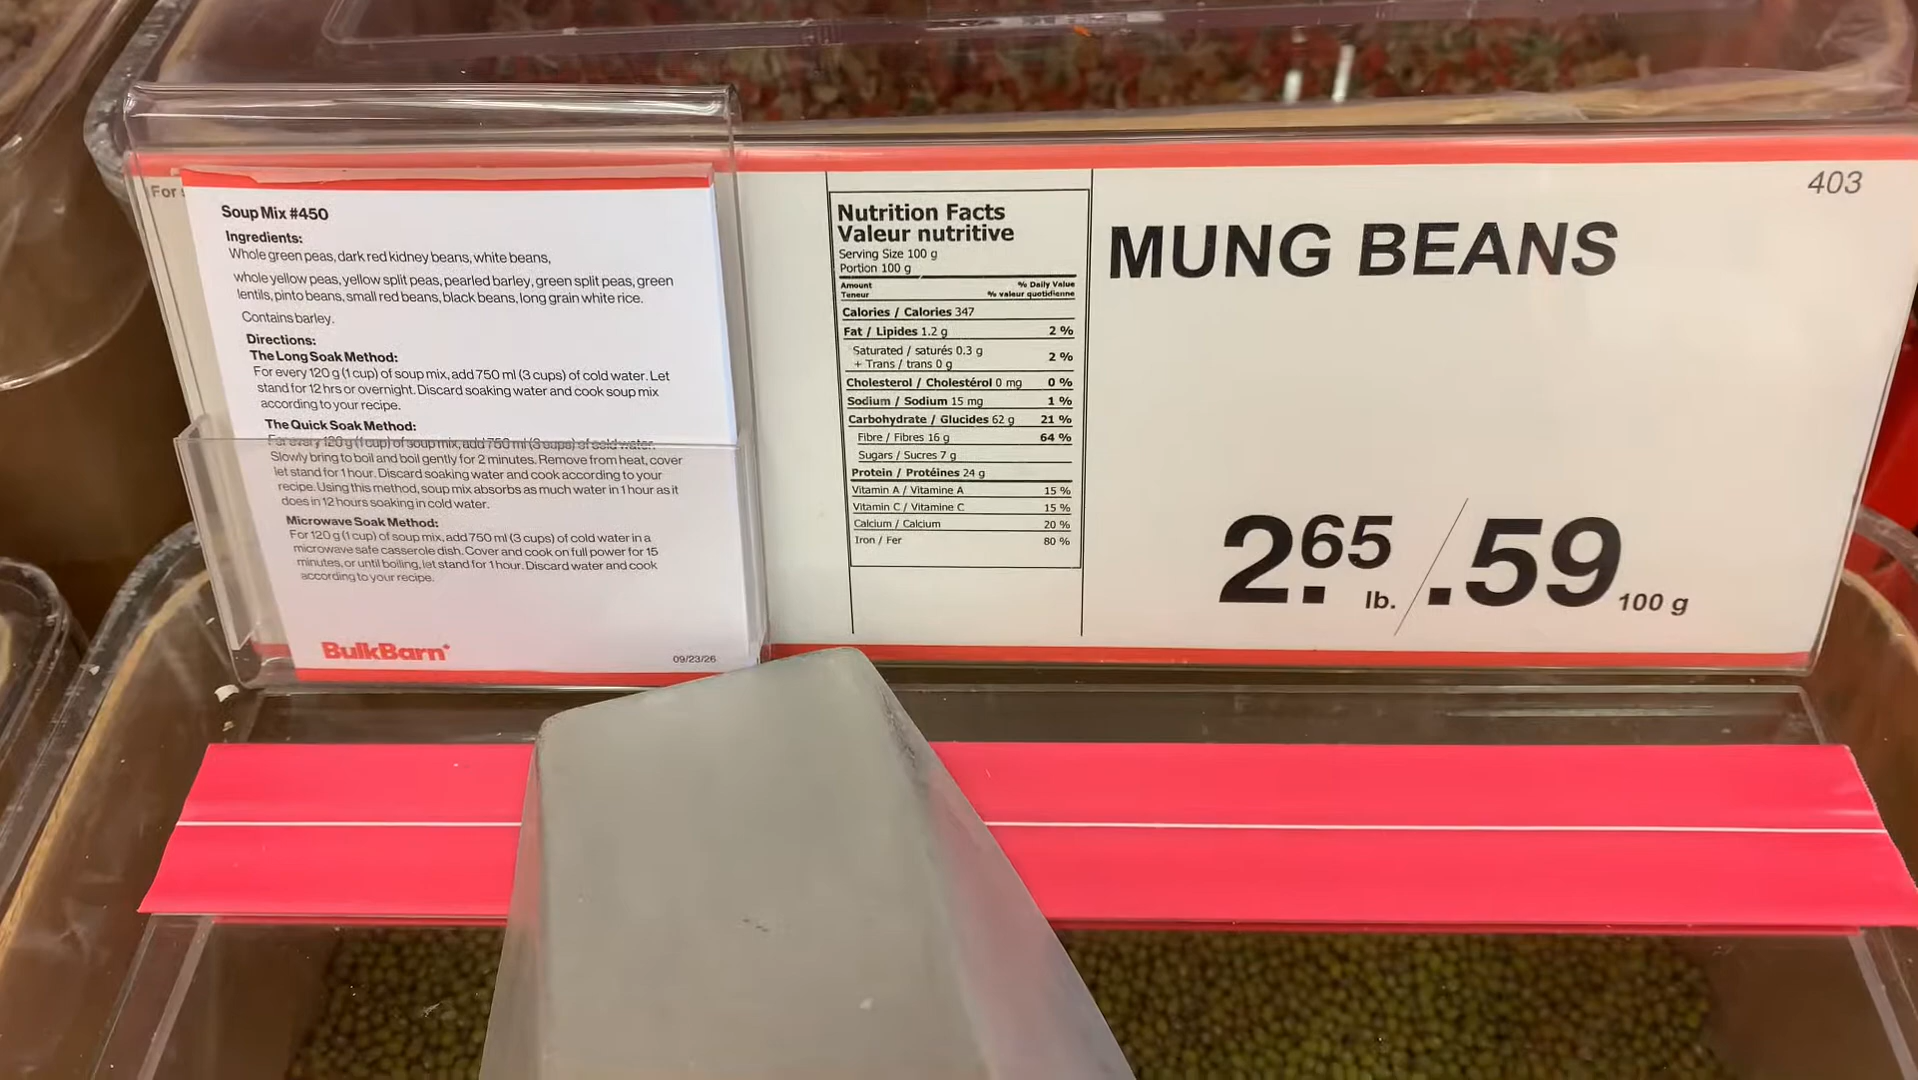 For
Soup Mix #450
Ingredients:
Whole green peas, dark red kidney beans, white beans,
whole yellow peas, yellow split peas, pearled barley, green split peas, green
lentils, pinto beans, small red beans, black beans, long grain white rice.
Contains barley.
Directions:
The Long Soak Method:
For every 120 g (1 cup) of soup mix, add 750 ml (3 cups) of cold water. Let
stand for 12 hrs or overnight. Discard soaking water and cook soup mix
according to your recipe.
The Quick Soak Method:
For every 120 g (1 cup) of soup mix, add 750 ml (3 cups) of cold water.
Slowly bring to boil and boil gently for 2 minutes. Remove from heat, cover
let stand for 1 hour. Discard soaking water and cook according to your
recipe. Using this method, soup mix absorbs as much water in 1 hour as it
does in 12 hours soaking in cold water.
Microwave Soak Method:
For 120 g (1 cup) of soup mix, add 750 ml (3 cups) of cold water in a
microwave safe casserole dish. Cover and cook on full power for 15
minutes, or until boiling, let stand for 1 hour. Discard water and cook
according to your recipe.
BulkBarn
09/23/26
Nutrition Facts
Valeur nutritive
Serving Size 100 g
Portion 100 g
Amount % Daily Value
Teneur % valeur quotidienne
Calories / Calories 347
Fat / Lipides 1.2 g 2 %
Saturated / saturés 0.3 g
+ Trans / trans 0 g 2 %
Cholesterol / Cholestérol 0 mg 0 %
Sodium / Sodium 15 mg 1 %
Carbohydrate / Glucides 62 g 21 %
Fibre / Fibres 16 g 64 %
Sugars / Sucres 7 g
Protein / Protéines 24 g
Vitamin A / Vitamine A 15 %
Vitamin C / Vitamine C 15 %
Calcium / Calcium 20 %
Iron / Fer 80 %
403
MUNG BEANS
2.65 lb. / .59 100 g